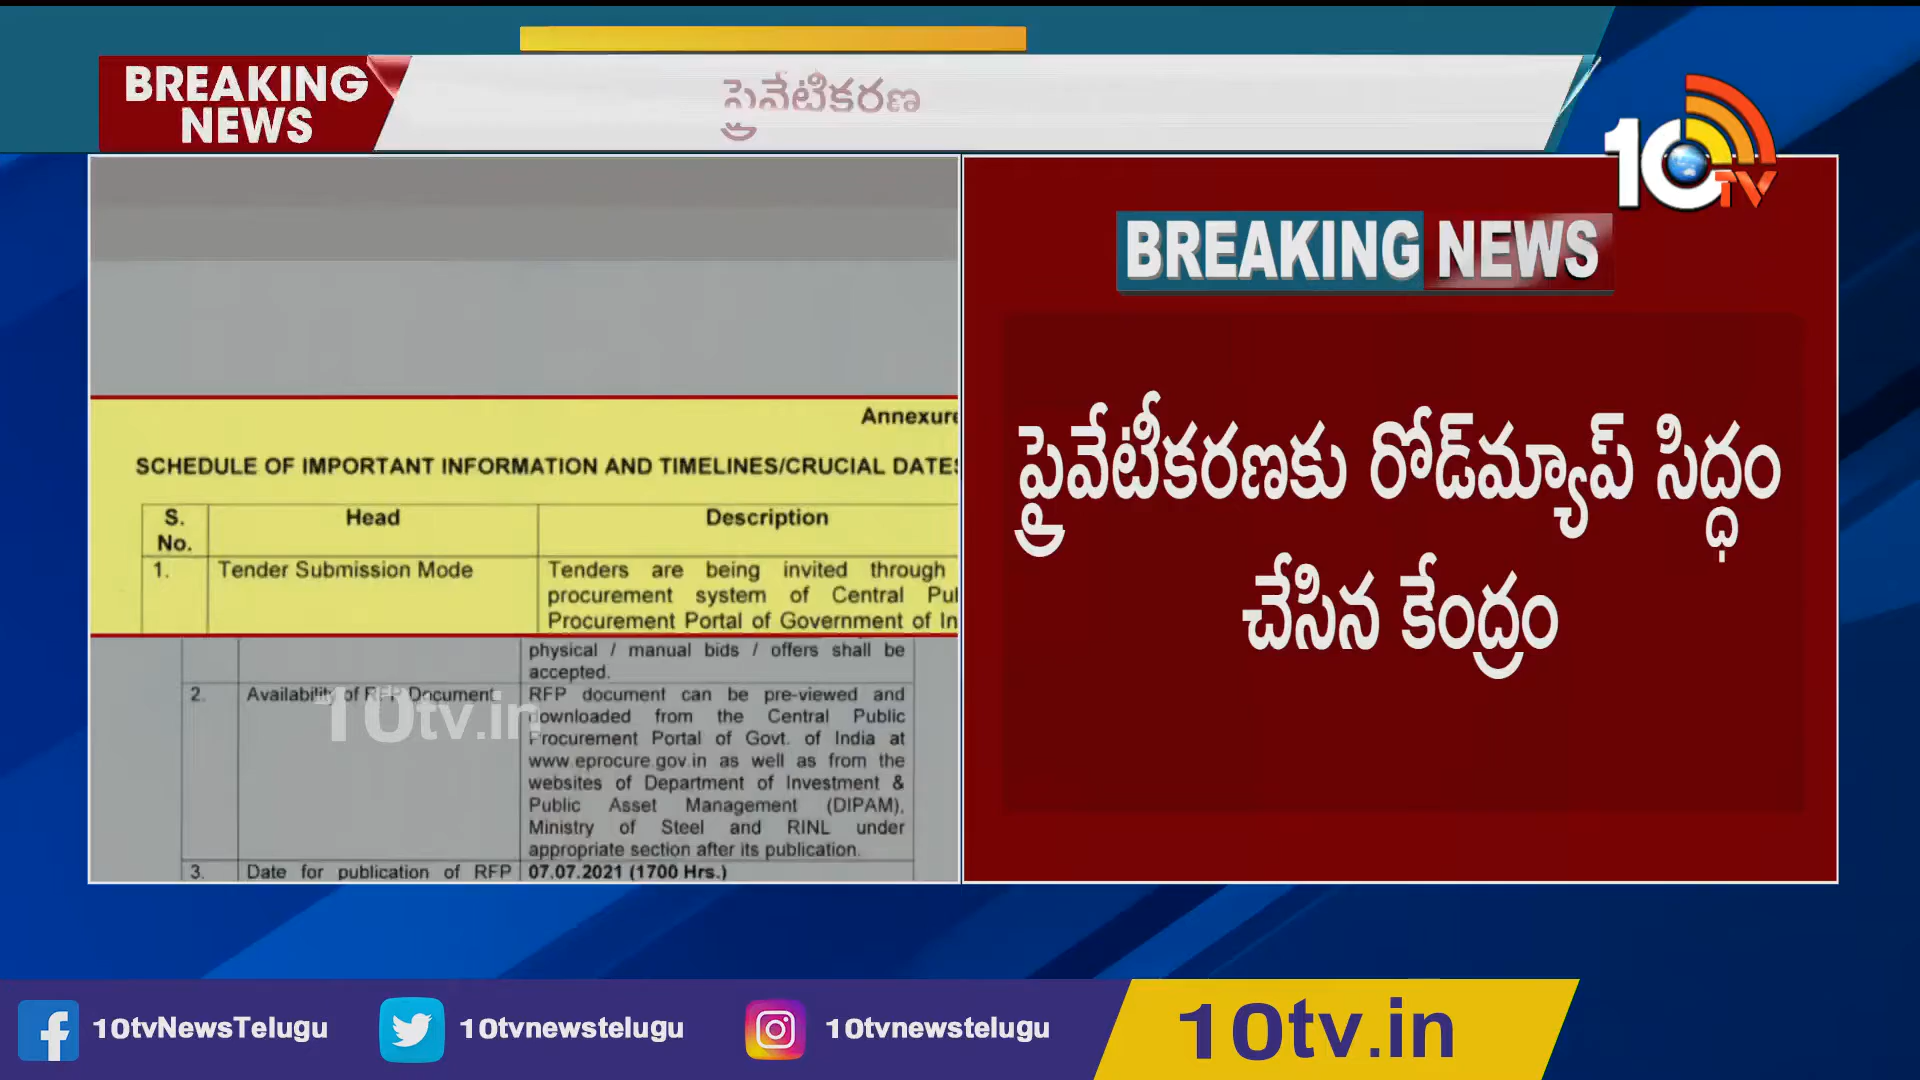 BREAKING
NEWS
ప్రైవేటీకరణ
10TV
BREAKING NEWS
ప్రైవేటీకరణకు రోడ్‌మ్యాప్ సిద్ధం
చేసిన కేంద్రం
Annexure
SCHEDULE OF IMPORTANT INFORMATION AND TIMELINES/CRUCIAL DATES
S. No. Head Description
1. Tender Submission Mode Tenders are being invited through
procurement system of Central
Procurement Portal of Government of
physical / manual bids / offers shall be
accepted.
2. Availability of RFP Document RFP document can be pre-viewed and
downloaded from the Central Public
Procurement Portal of Govt. of India at
www.eprocure.gov.in as well as from the
websites of Department of Investment &
Public Asset Management (DIPAM),
Ministry of Steel and RINL under
appropriate section after its publication.
3. Date for publication of RFP 07.07.2021 (1700 Hrs.)
10tv.in
10tvNewsTelugu
10tvnewstelugu
10tvnewstelugu
10tv.in